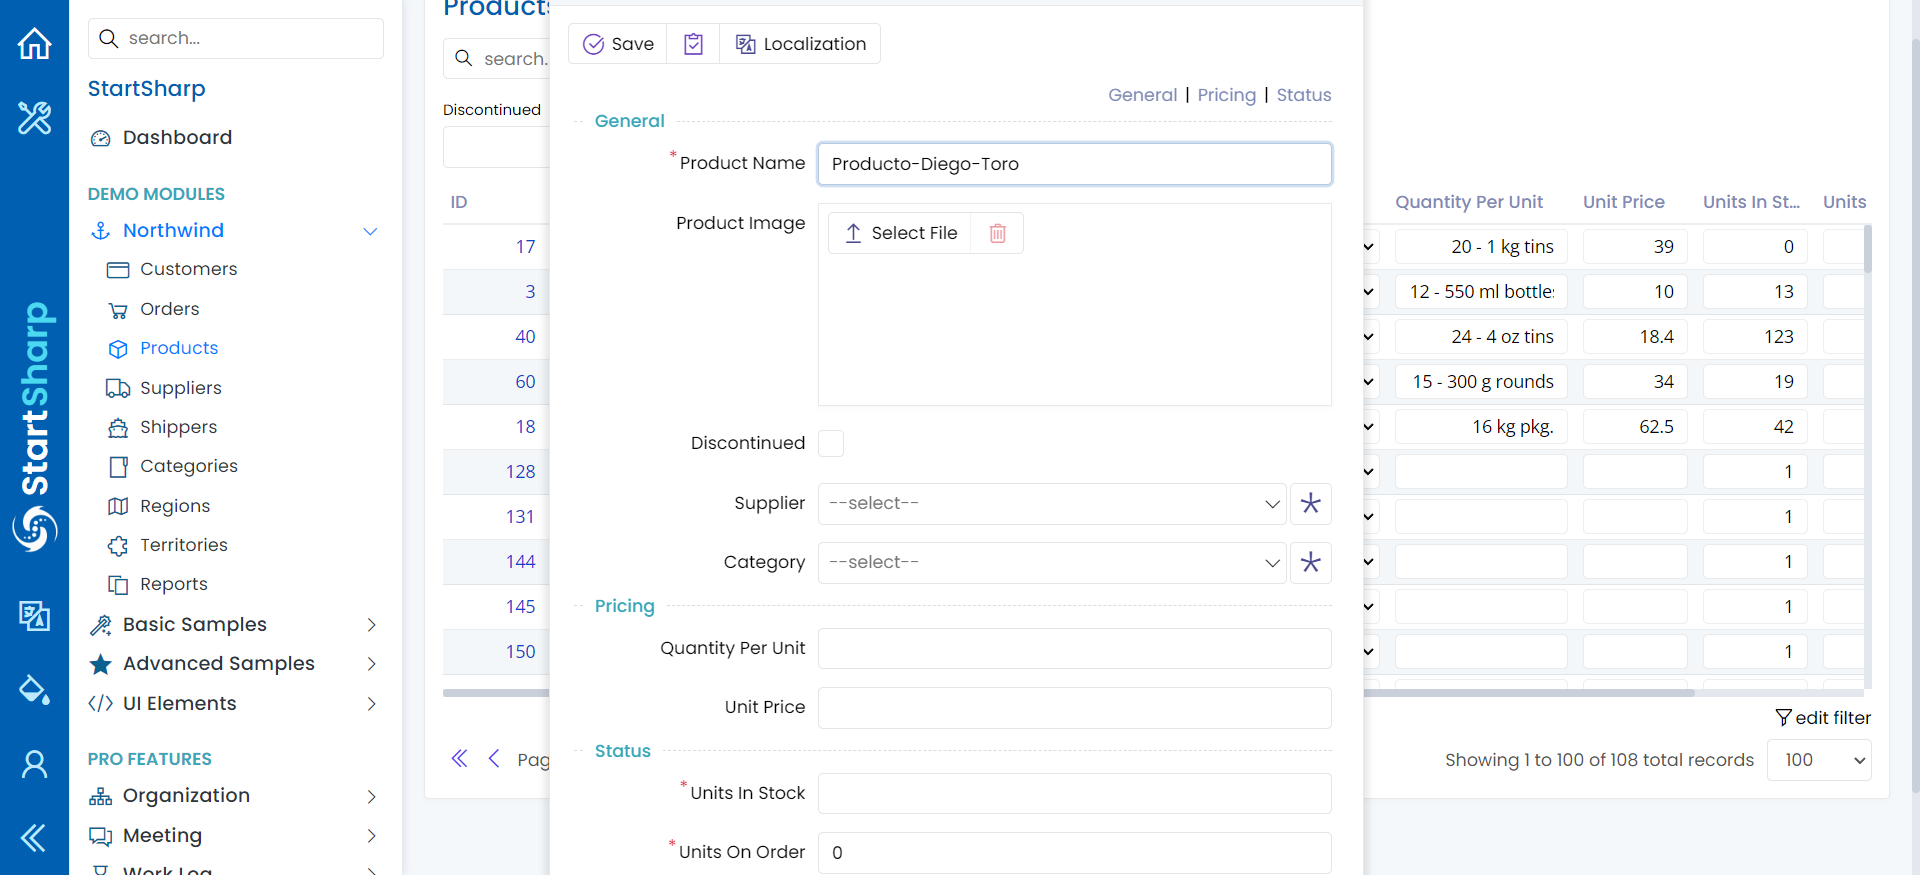 StartSharp
search...
StartSharp
Dashboard
DEMO MODULES
Northwind
Customers
Orders
Products
Suppliers
Shippers
Categories
Regions
Territories
Reports
Basic Samples
Advanced Samples
UI Elements
PRO FEATURES
Organization
Meeting
Work Log
Products
search...
Discontinued
ID
17
3
40
60
18
128
131
144
145
150
Pag
Save
Localization
General | Pricing | Status
General
* Product Name Producto-Diego-Toro
Product Image Select File
Discontinued
Supplier --select--
Category --select--
Pricing
Quantity Per Unit
Unit Price
Status
* Units In Stock
* Units On Order 0
Quantity Per Unit Unit Price Units In St... Units
20 - 1 kg tins 39 0
12 - 550 ml bottles 10 13
24 - 4 oz tins 18.4 123
15 - 300 g rounds 34 19
16 kg pkg. 62.5 42
1
1
1
1
1
edit filter
Showing 1 to 100 of 108 total records 100